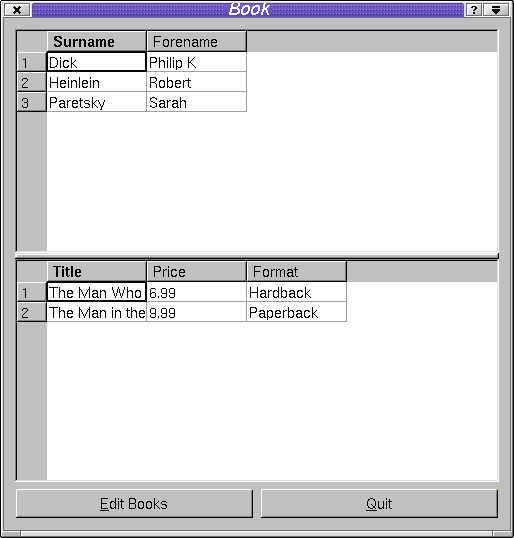 Book ?
Surname Forename
1 Dick Philip K
2 Heinlein Robert
3 Paretsky Sarah
Title Price Format
1 The Man Who 6.99 Hardback
2 The Man in the 9.99 Paperback
Edit Books Quit